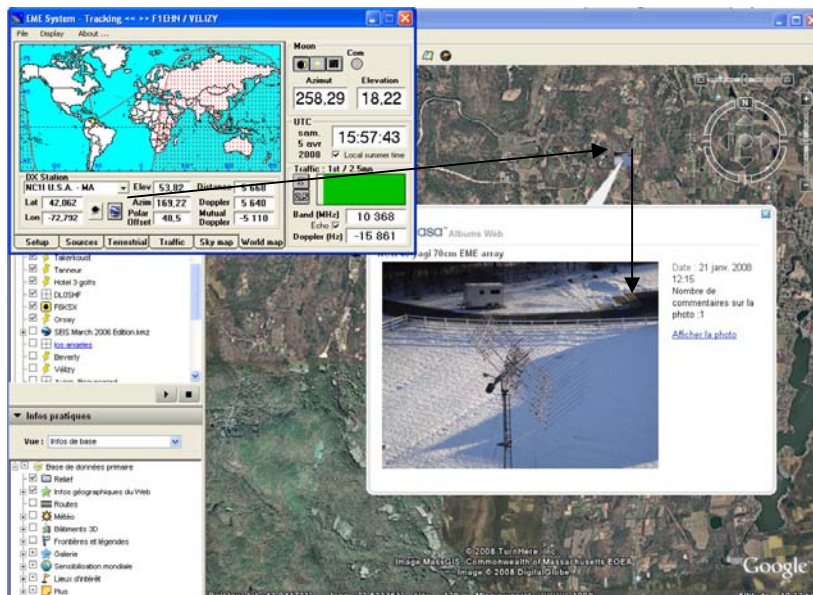 EME System - Tracking << >> F1EHN / VELIZY
File Display About ...
Moon
Com
Azimut Elevation
258,29 18,22
UTC
sam.
5 avr
2008
15:57:43
Local summer time
DX Station
NC1I U.S.A. - MA
Elev 53,82 Distance 5 668
Lat 42,062
Azim 169,22 Doppler 5 640
Lon -72,792
Polar Offset 48,5
Mutual Doppler -5 110
Traffic : 1st / 2.5mn
Band (MHz) 10 368
Echo
Doppler (Hz) -15 861
Setup Sources Terrestrial Traffic Sky map World map
Takerkoust
Tanneur
Hotel 3 golfs
DL0SHF
F6KSX
Orsay
SEIS March 2006 Edition.kmz
los angeles
Beverly
Vélizy
Infos pratiques
Vue : Infos de base
Base de données primaire
Relief
Infos géographiques du Web
Routes
Météo
Bâtiments 3D
Frontières et légendes
Galerie
Sensibilisation mondiale
Lieux d'intérêt
Plus
N
Albums Web
yagi 70cm EME array
Date : 21 janv. 2008
12:15
Nombre de
commentaires sur la
photo :1
Afficher la photo
© 2008 TurnHere, Inc.
Image MassGIS, Commonwealth of Massachusetts EOEA
Image © 2008 DigitalGlobe
Google